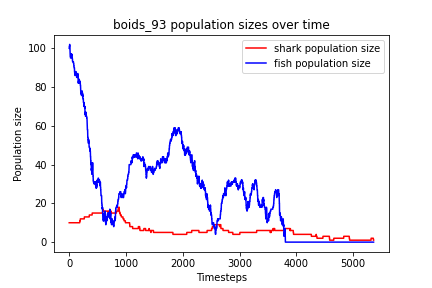 boids_93 population sizes over time
shark population size
fish population size
Population size
100
80
60
40
20
0
0
1000
2000
3000
4000
5000
Timesteps